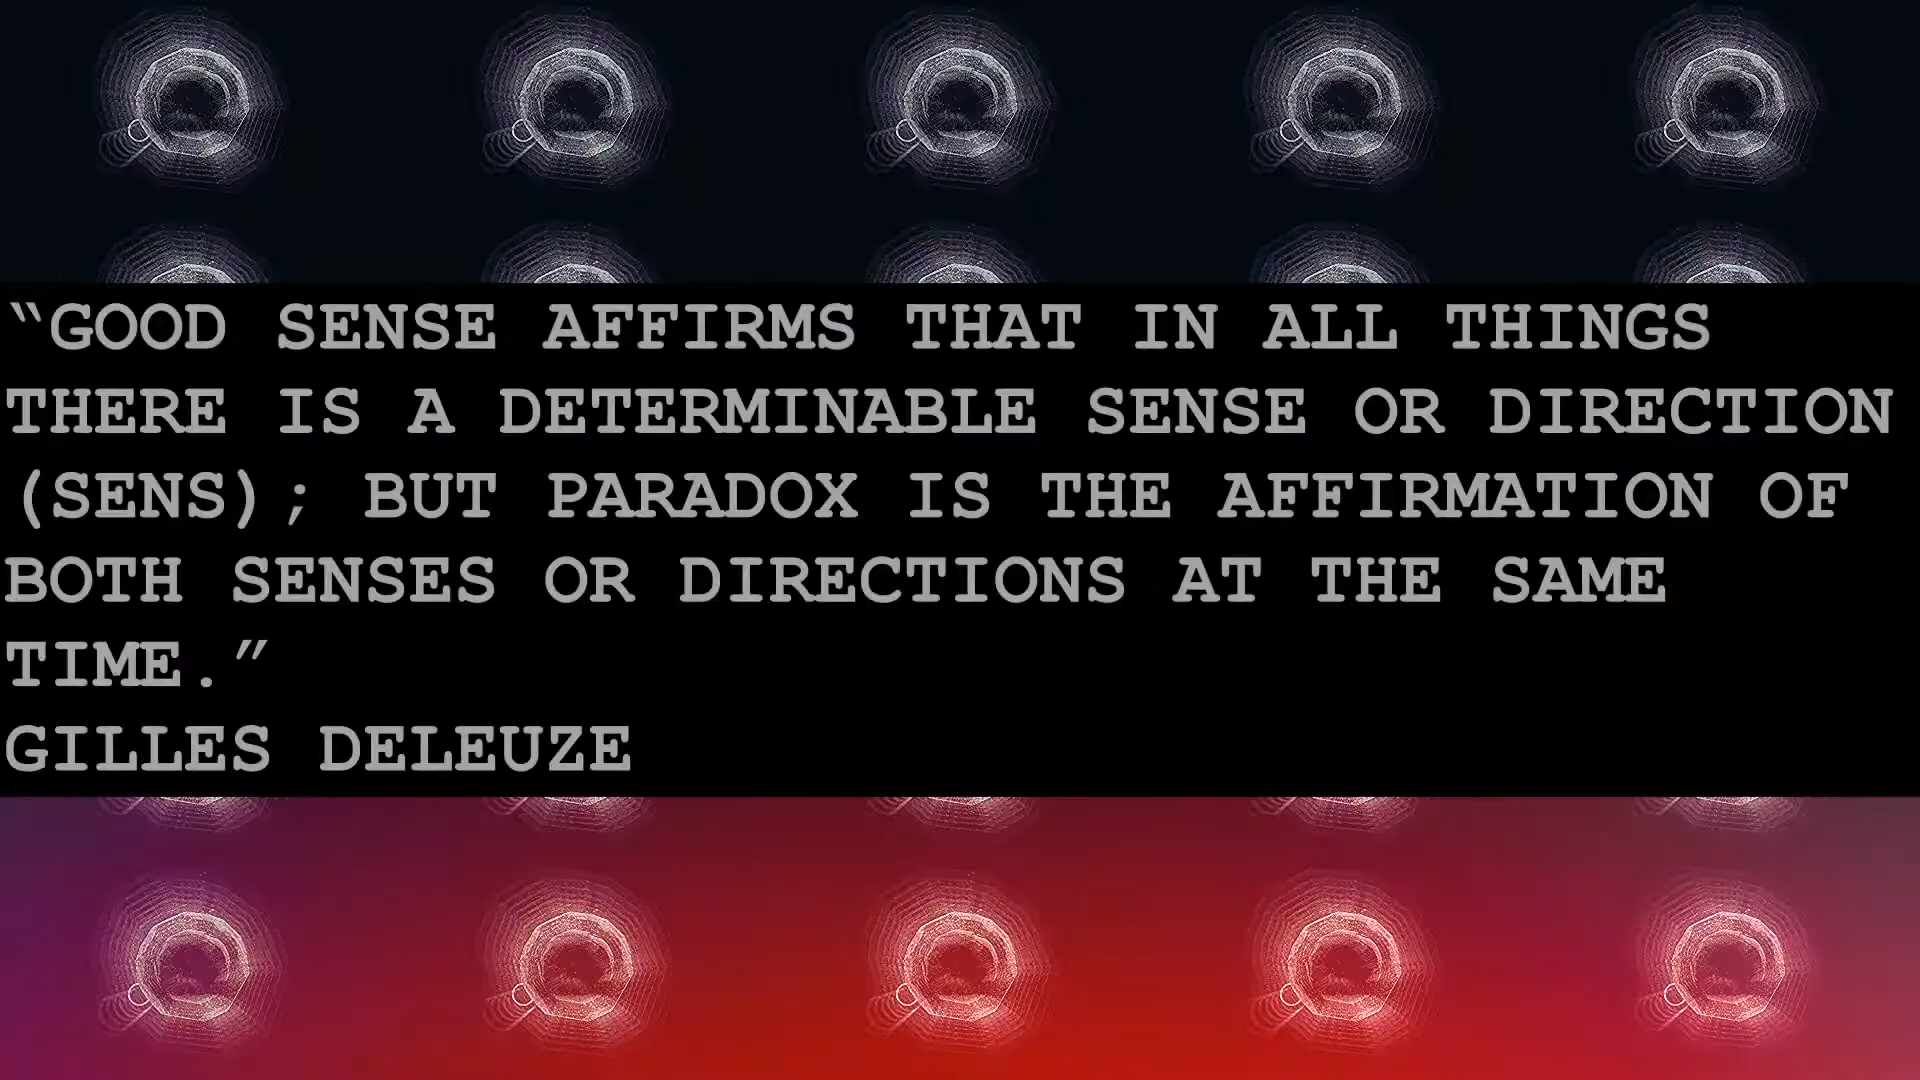 “GOOD SENSE AFFIRMS THAT IN ALL THINGS
THERE IS A DETERMINABLE SENSE OR DIRECTION
(SENS); BUT PARADOX IS THE AFFIRMATION OF
BOTH SENSES OR DIRECTIONS AT THE SAME
TIME.”
GILLES DELEUZE